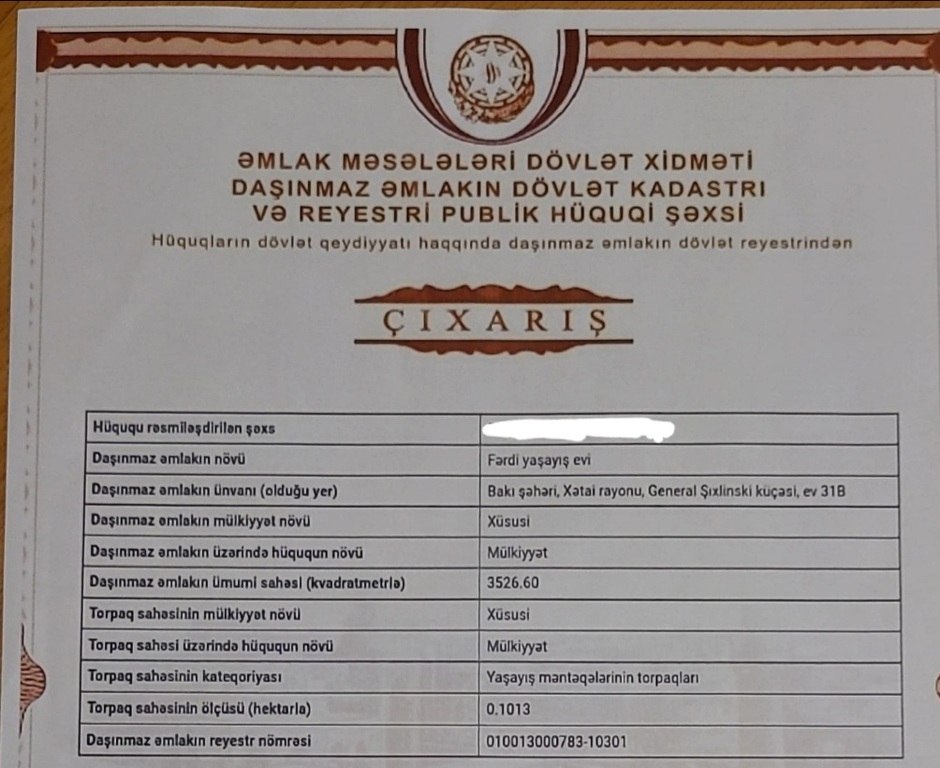 ƏMLAK MƏSƏLƏLƏRİ DÖVLƏT XİDMƏTİ
DAŞINMAZ ƏMLAKIN DÖVLƏT KADASTRI
VƏ REYESTRİ PUBLİK HÜQUQİ ŞƏXSİ
Hüquqların dövlət qeydiyyatı haqqında daşınmaz əmlakın dövlət reyestrindən
ÇIXARIŞ
Hüququ rəsmiləşdirilən şəxs
Daşınmaz əmlakın növü Fərdi yaşayış evi
Daşınmaz əmlakın ünvanı (olduğu yer) Bakı şəhəri, Xətai rayonu, General Şıxlinski küçəsi, ev 31B
Daşınmaz əmlakın mülkiyyət növü Xüsusi
Daşınmaz əmlakın üzərində hüququn növü Mülkiyyət
Daşınmaz əmlakın ümumi sahəsi (kvadratmetrlə) 3526.60
Torpaq sahəsinin mülkiyyət növü Xüsusi
Torpaq sahəsi üzərində hüququn növü Mülkiyyət
Torpaq sahəsinin kateqoriyası Yaşayış məntəqələrinin torpaqları
Torpaq sahəsinin ölçüsü (hektarla) 0.1013
Daşınmaz əmlakın reyestr nömrəsi 010013000783-10301